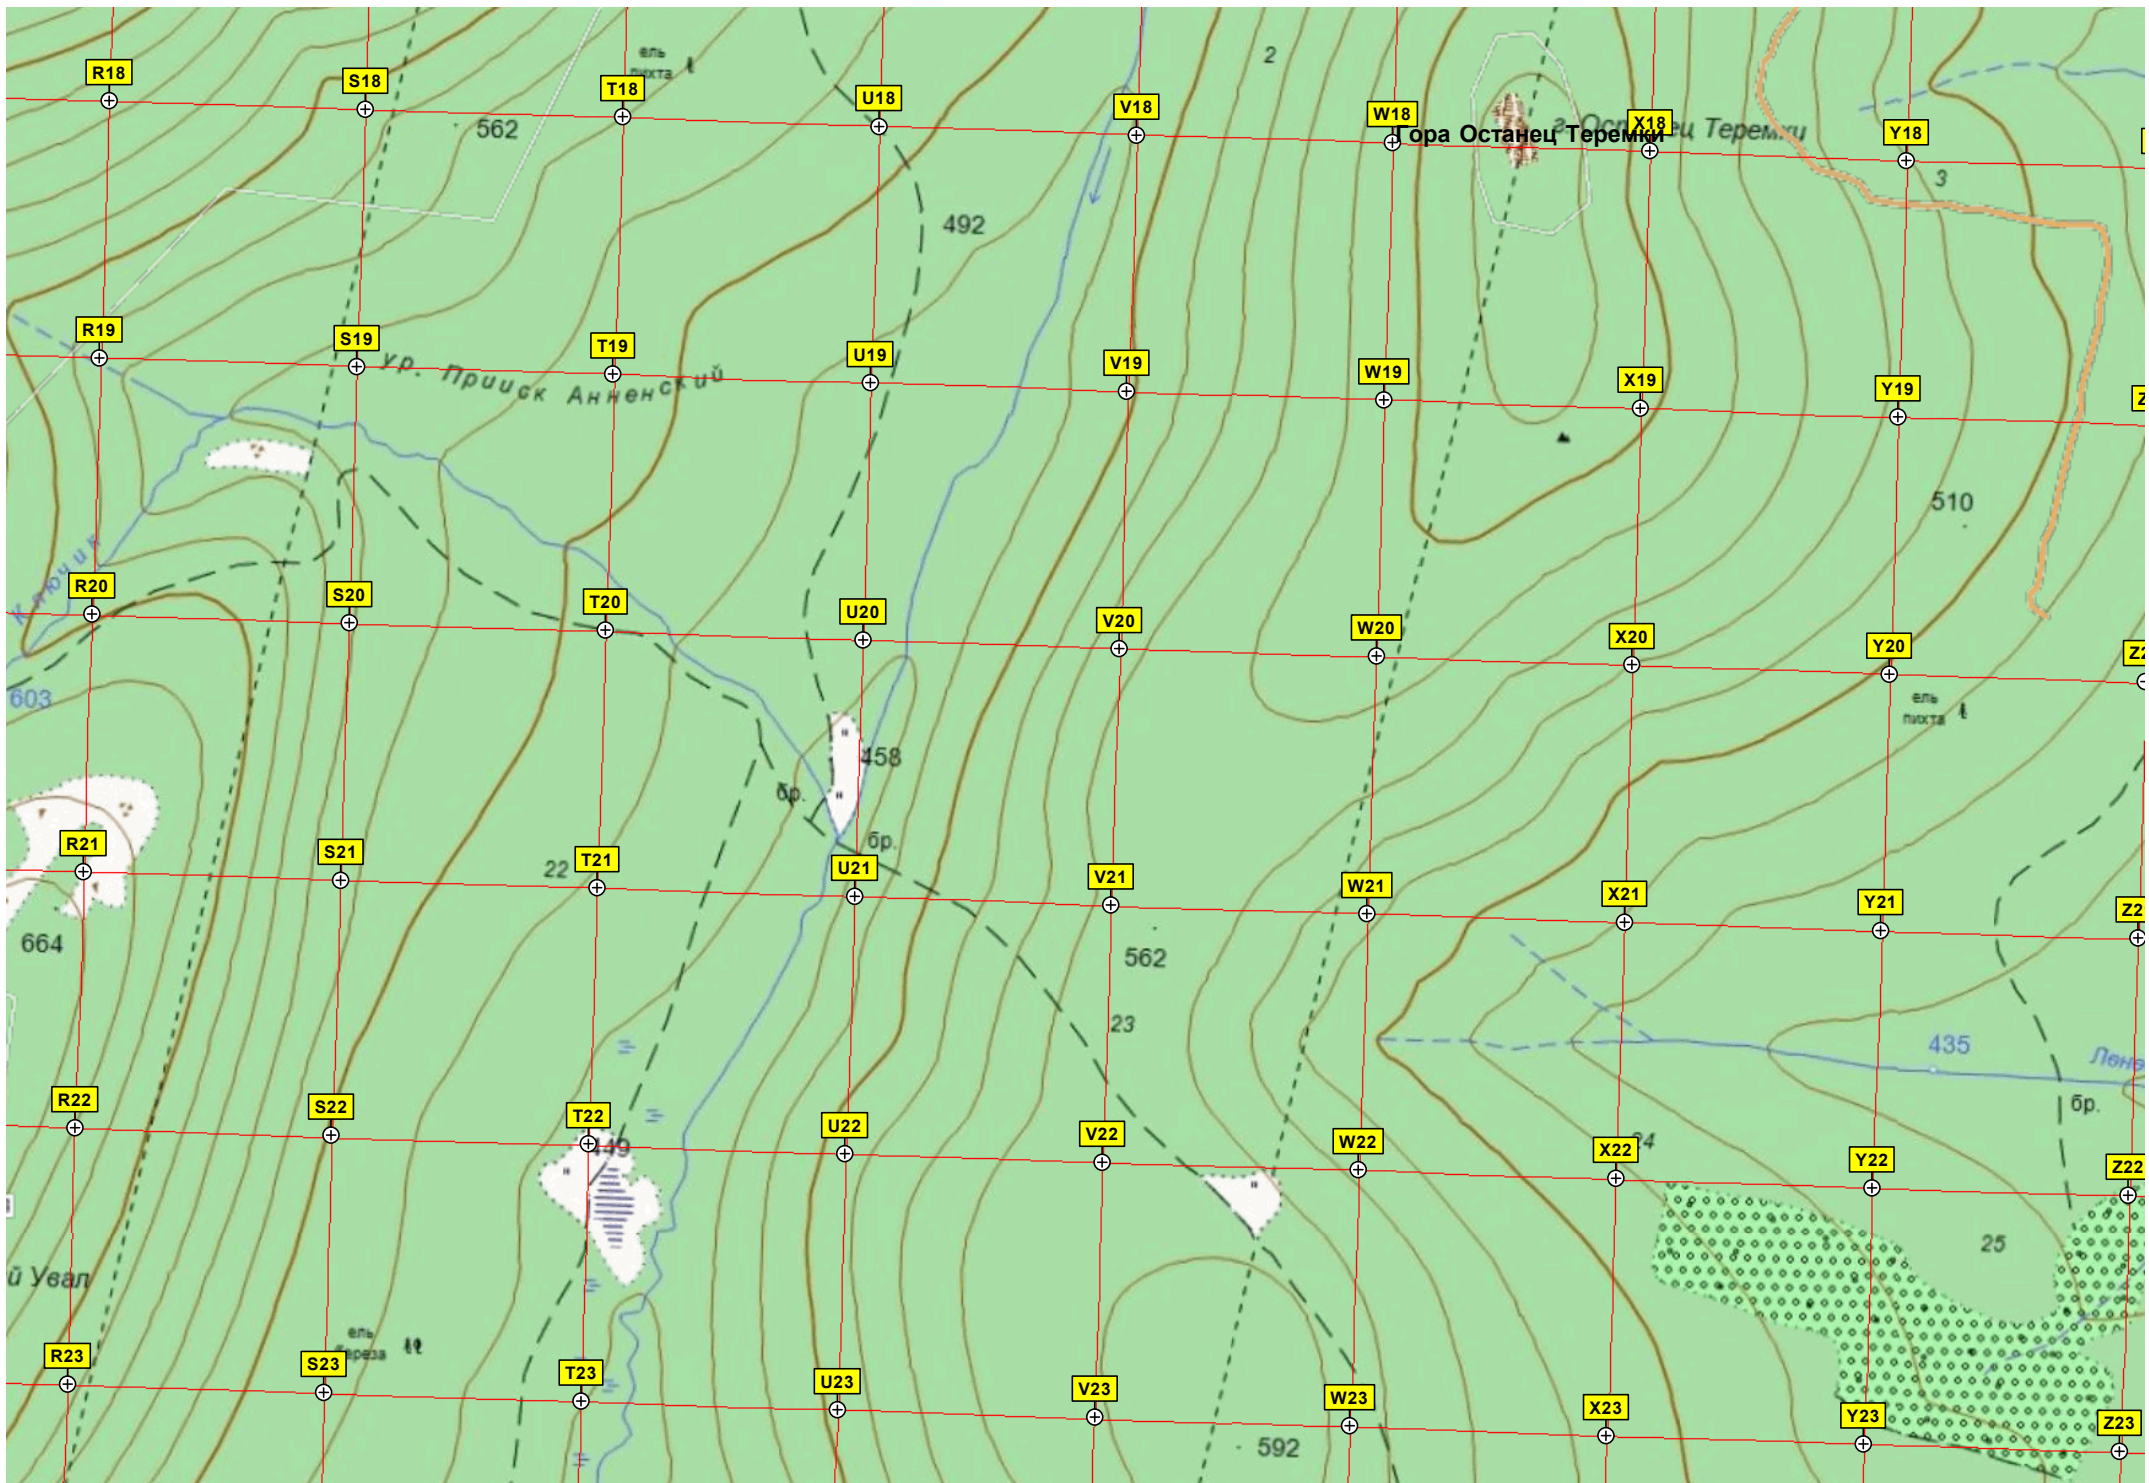 ель
пихта
2
R18
S18
T18
U18
V18
W18
X18
Y18
562
Гора Останец Теремки
г. Останец Теремки
3
492
R19
S19
T19
U19
V19
W19
X19
Y19
ур. Прииск Анненский
510
Ключик
R20
S20
T20
U20
V20
W20
X20
Y20
603
ель
пихта
458
бр.
бр.
R21
S21
T21
U21
V21
W21
X21
Y21
22
664
562
23
435
бр.
R22
S22
T22
U22
V22
W22
X22
Y22
Z22
449
24
25
й Увал
ель
береза
R23
S23
T23
U23
V23
W23
X23
Y23
Z23
592